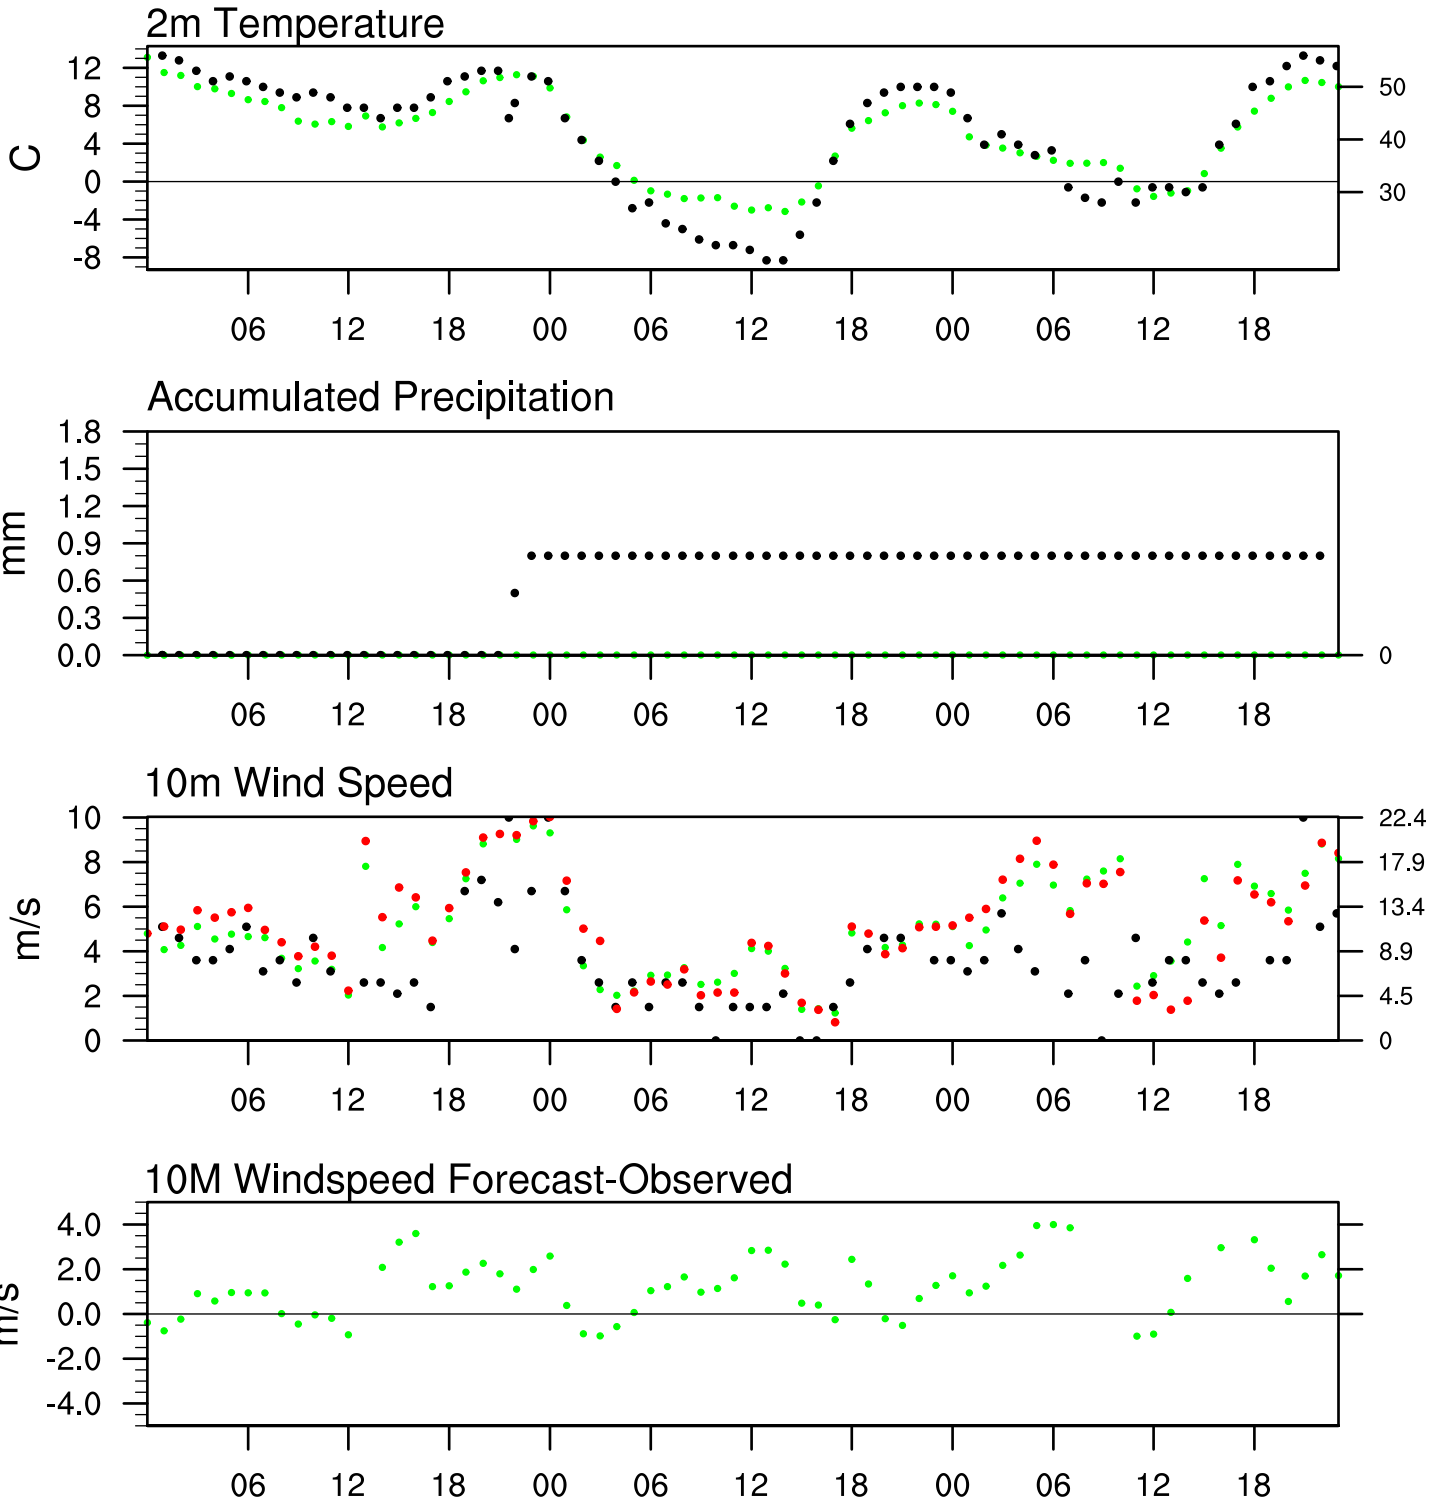 2m Temperature
12
8
4
0
-4
-8
C
50
40
30
06 12 18 00 06 12 18 00 06 12 18
Accumulated Precipitation
1.8
1.5
1.2
0.9
0.6
0.3
0.0
mm
0
06 12 18 00 06 12 18 00 06 12 18
10m Wind Speed
10
8
6
4
2
0
m/s
22.4
17.9
13.4
8.9
4.5
0
06 12 18 00 06 12 18 00 06 12 18
10M Windspeed Forecast-Observed
4.0
2.0
0.0
-2.0
-4.0
m/s
06 12 18 00 06 12 18 00 06 12 18